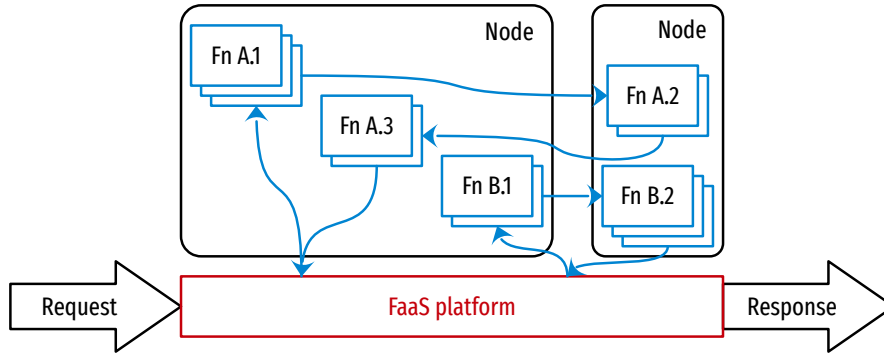 Node
Node
Fn A.1
Fn A.2
Fn A.3
Fn B.1
Fn B.2
Request
FaaS platform
Response